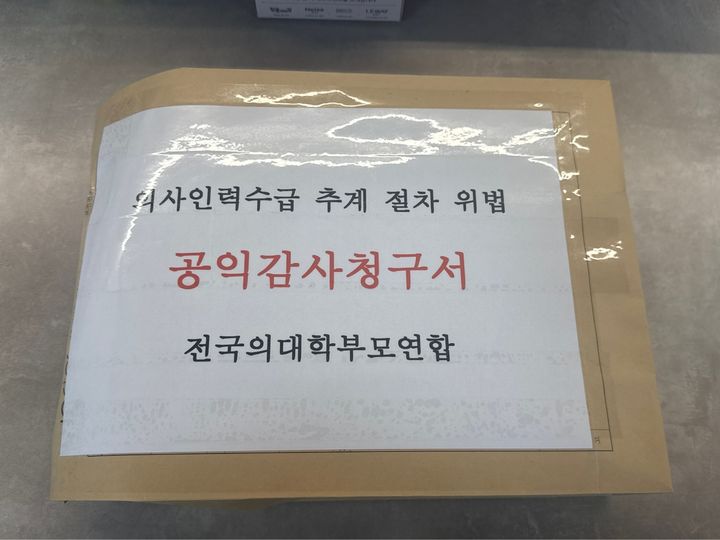 의사인력수급 추계 절차 위법
공익감사청구서
전국의대학부모연합